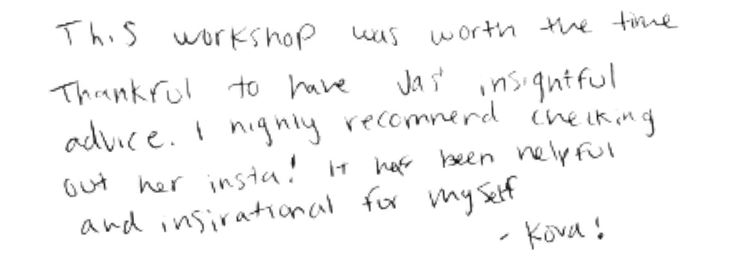 This workshop was worth the time
Thankful to have Jas' insightful
advice. I highly recommend checking
out her insta! It has been helpful
and insirational for myself
- Kova!